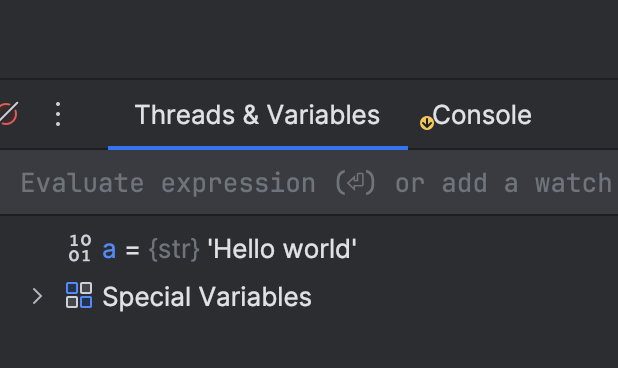 Threads & Variables Console
Evaluate expression (⏎) or add a watch
10
01 a = {str} 'Hello world'
Special Variables